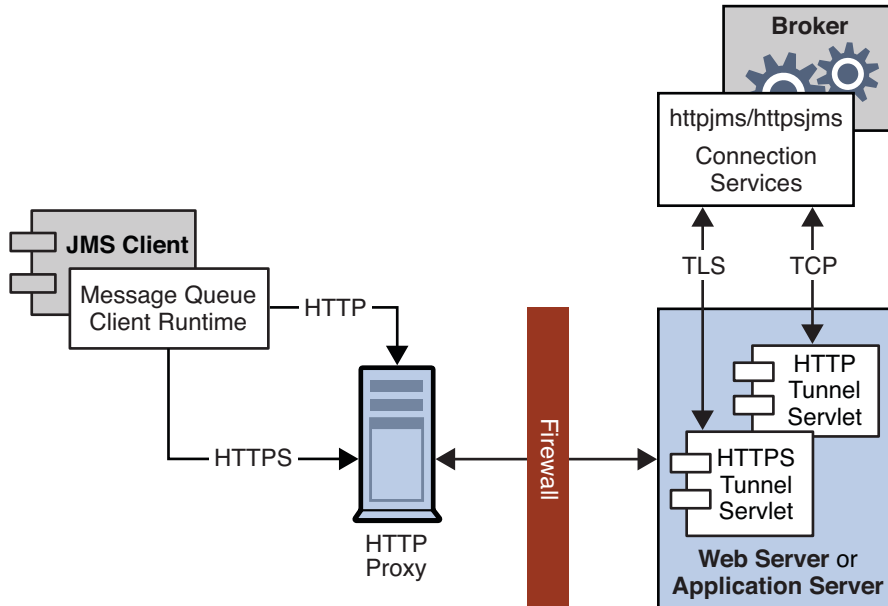 Broker
httpjms/httpsjms
Connection
Services
TLS
TCP
JMS Client
Message Queue
Client Runtime
HTTP
HTTPS
HTTP
Proxy
Firewall
HTTP
Tunnel
Servlet
HTTPS
Tunnel
Servlet
Web Server or
Application Server